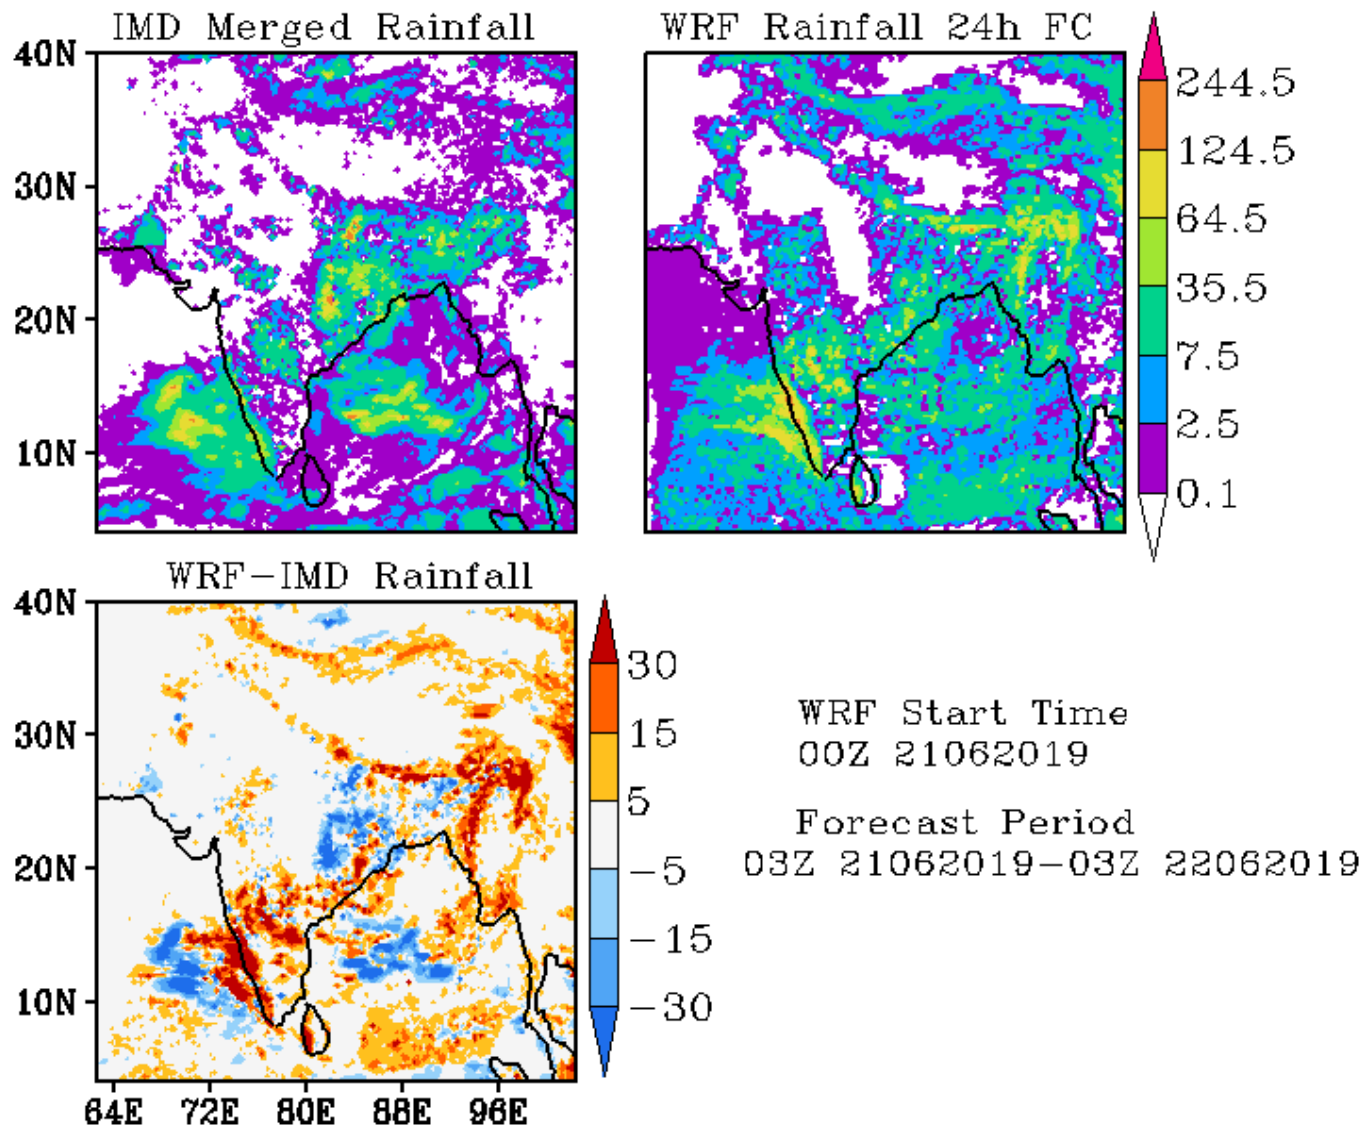 IMD Merged Rainfall
WRF Rainfall 24h FC
40N
30N
20N
10N
244.5
124.5
64.5
35.5
7.5
2.5
0.1
WRF-IMD Rainfall
40N
30N
20N
10N
64E 72E 80E 88E 96E
30
15
5
-5
-15
-30
WRF Start Time
00Z 21062019
Forecast Period
03Z 21062019-03Z 22062019